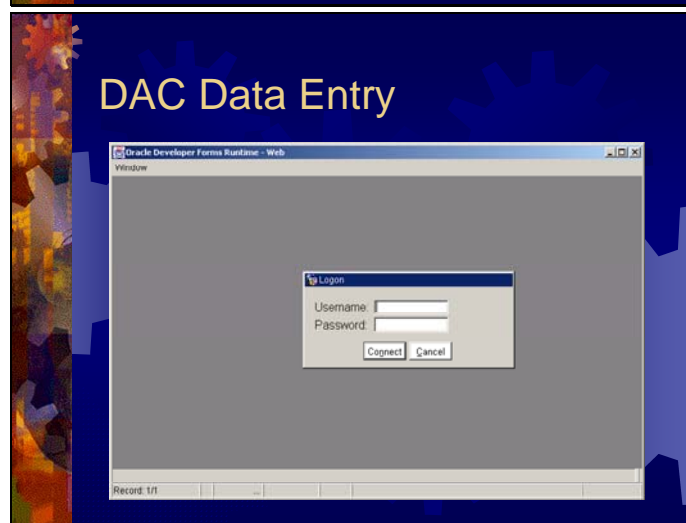 DAC Data Entry
Oracle Developer Forms Runtime - Web
Window
Logon
Username:
Password:
Connect Cancel
Record: 1/1